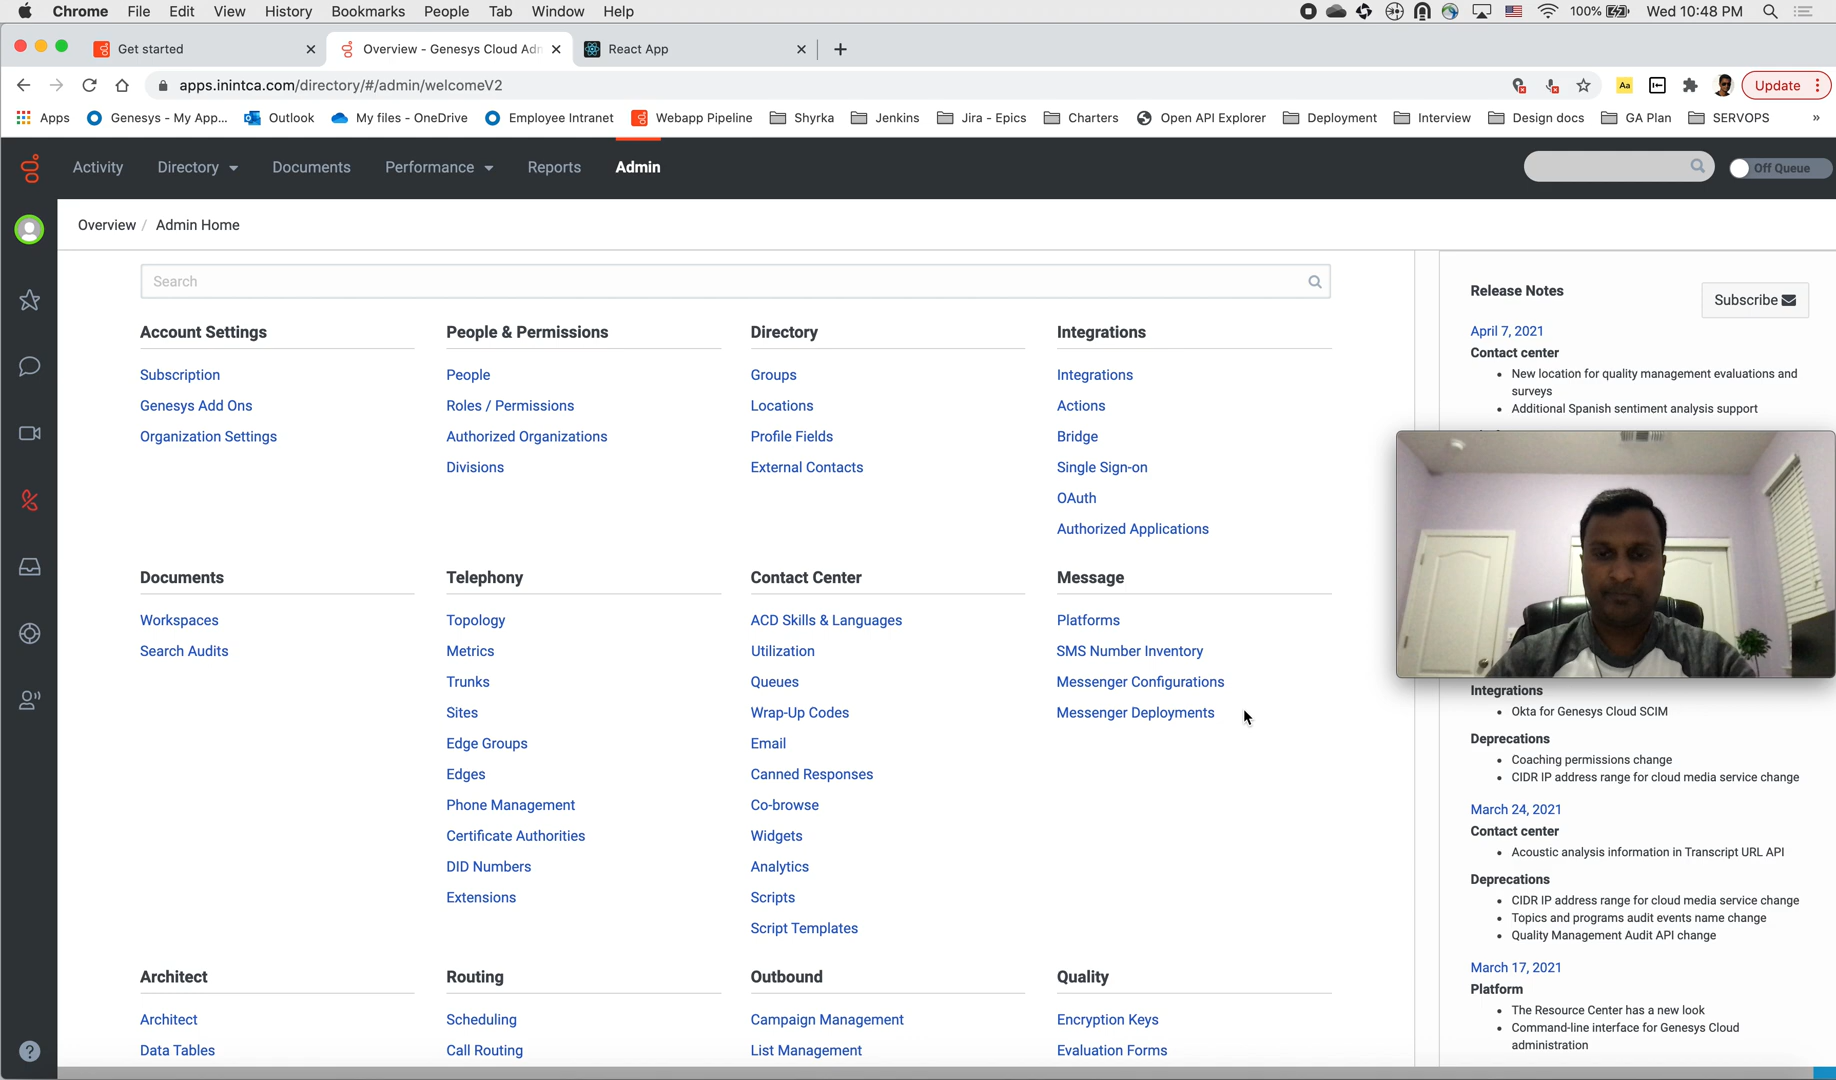 Chrome File Edit View History Bookmarks People Tab Window Help
100% Wed 10:48 PM
Get started
Overview - Genesys Cloud Adn
React App
apps.inintca.com/directory/#/admin/welcomeV2
Aa
Update
Apps Genesys - My App... Outlook My files - OneDrive Employee Intranet Webapp Pipeline Shyrka Jenkins Jira - Epics Charters Open API Explorer Deployment Interview Design docs GA Plan SERVOPS »
Activity Directory Documents Performance Reports Admin
Off Queue
Overview / Admin Home
Search
Account Settings
Subscription
Genesys Add Ons
Organization Settings
People & Permissions
People
Roles / Permissions
Authorized Organizations
Divisions
Directory
Groups
Locations
Profile Fields
External Contacts
Integrations
Integrations
Actions
Bridge
Single Sign-on
OAuth
Authorized Applications
Documents
Workspaces
Search Audits
Telephony
Topology
Metrics
Trunks
Sites
Edge Groups
Edges
Phone Management
Certificate Authorities
DID Numbers
Extensions
Contact Center
ACD Skills & Languages
Utilization
Queues
Wrap-Up Codes
Email
Canned Responses
Co-browse
Widgets
Analytics
Scripts
Script Templates
Message
Platforms
SMS Number Inventory
Messenger Configurations
Messenger Deployments
Architect
Architect
Data Tables
Routing
Scheduling
Call Routing
Outbound
Campaign Management
List Management
Quality
Encryption Keys
Evaluation Forms
Release Notes
Subscribe
April 7, 2021
Contact center
• New location for quality management evaluations and
surveys
• Additional Spanish sentiment analysis support
Integrations
• Okta for Genesys Cloud SCIM
Deprecations
• Coaching permissions change
• CIDR IP address range for cloud media service change
March 24, 2021
Contact center
• Acoustic analysis information in Transcript URL API
Deprecations
• CIDR IP address range for cloud media service change
• Topics and programs audit events name change
• Quality Management Audit API change
March 17, 2021
Platform
• The Resource Center has a new look
• Command-line interface for Genesys Cloud
administration